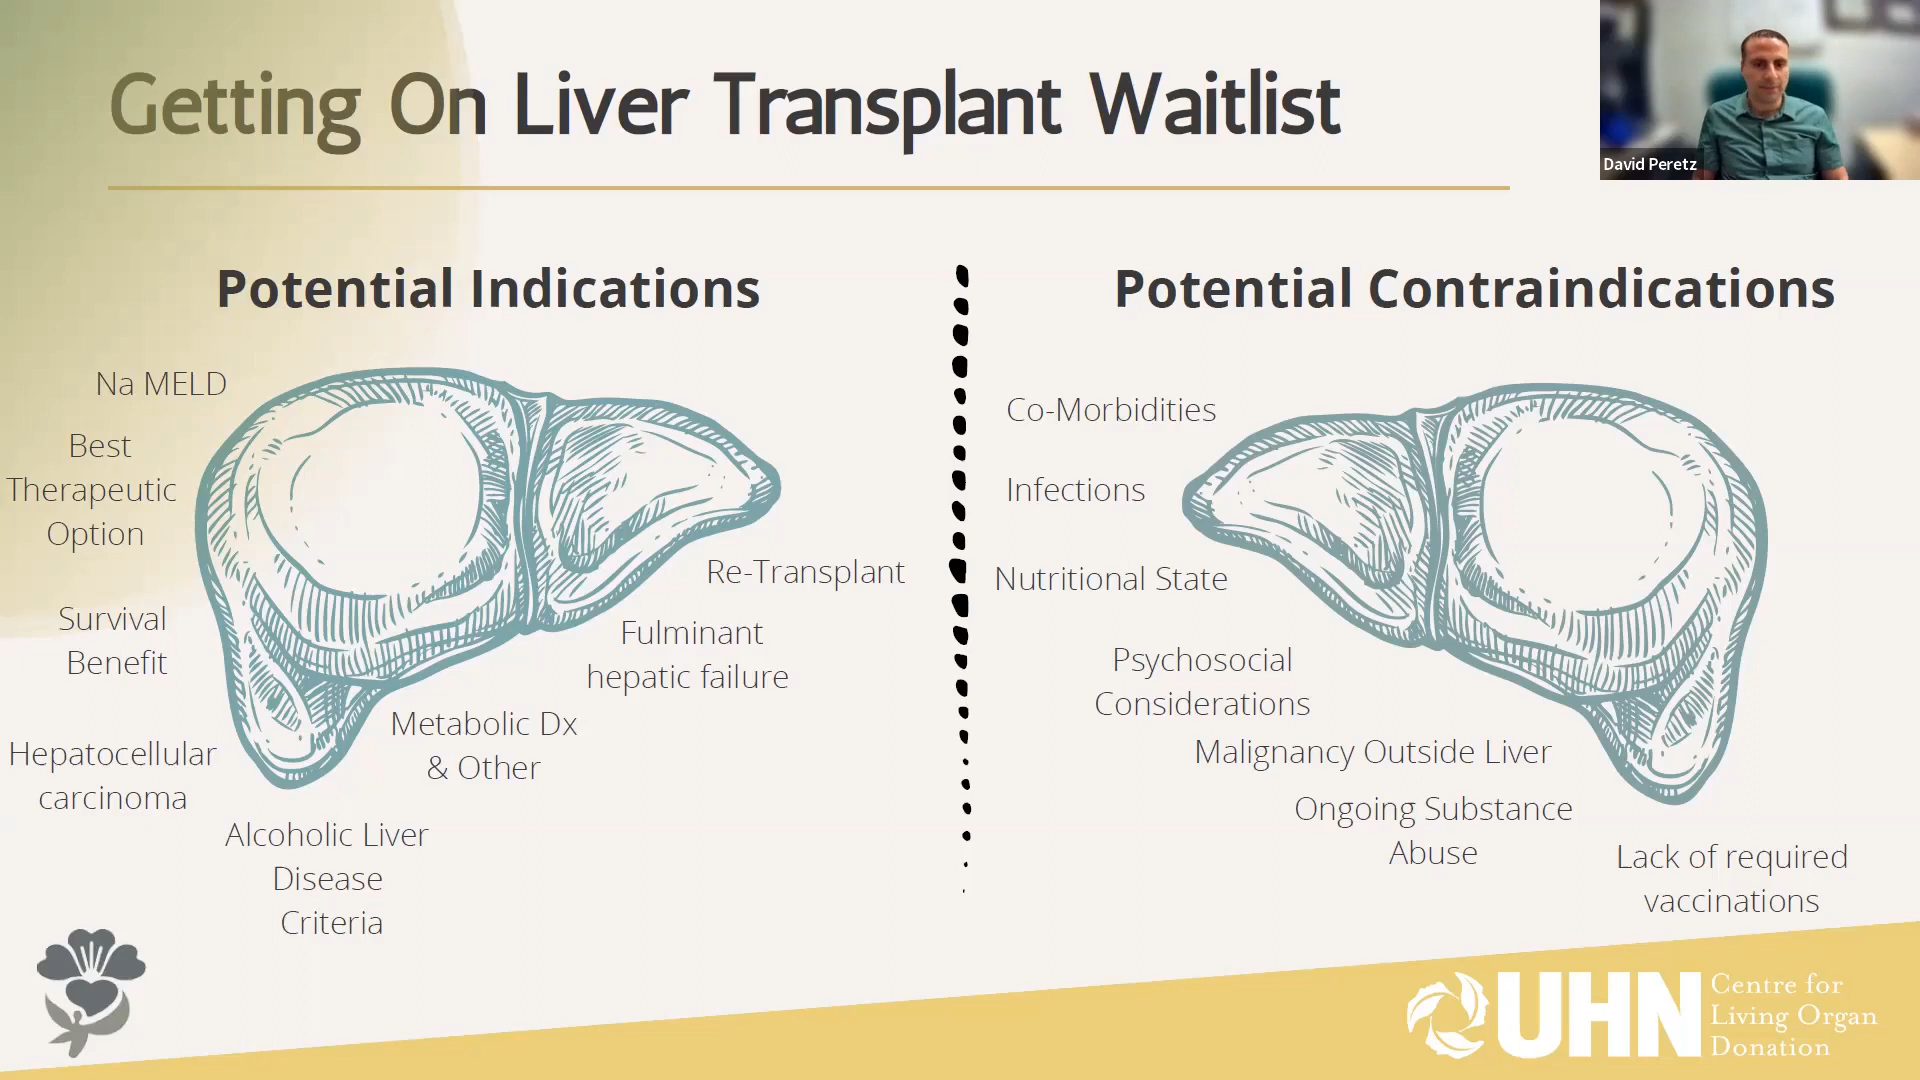 Getting On Liver Transplant Waitlist
David Peretz
Potential Indications
Na MELD
Best
Therapeutic
Option
Survival
Benefit
Hepatocellular
carcinoma
Alcoholic Liver
Disease
Criteria
Metabolic Dx
& Other
Fulminant
hepatic failure
Re-Transplant
Potential Contraindications
Co-Morbidities
Infections
Nutritional State
Psychosocial
Considerations
Malignancy Outside Liver
Ongoing Substance
Abuse
Lack of required
vaccinations
UHN
Centre for
Living Organ
Donation